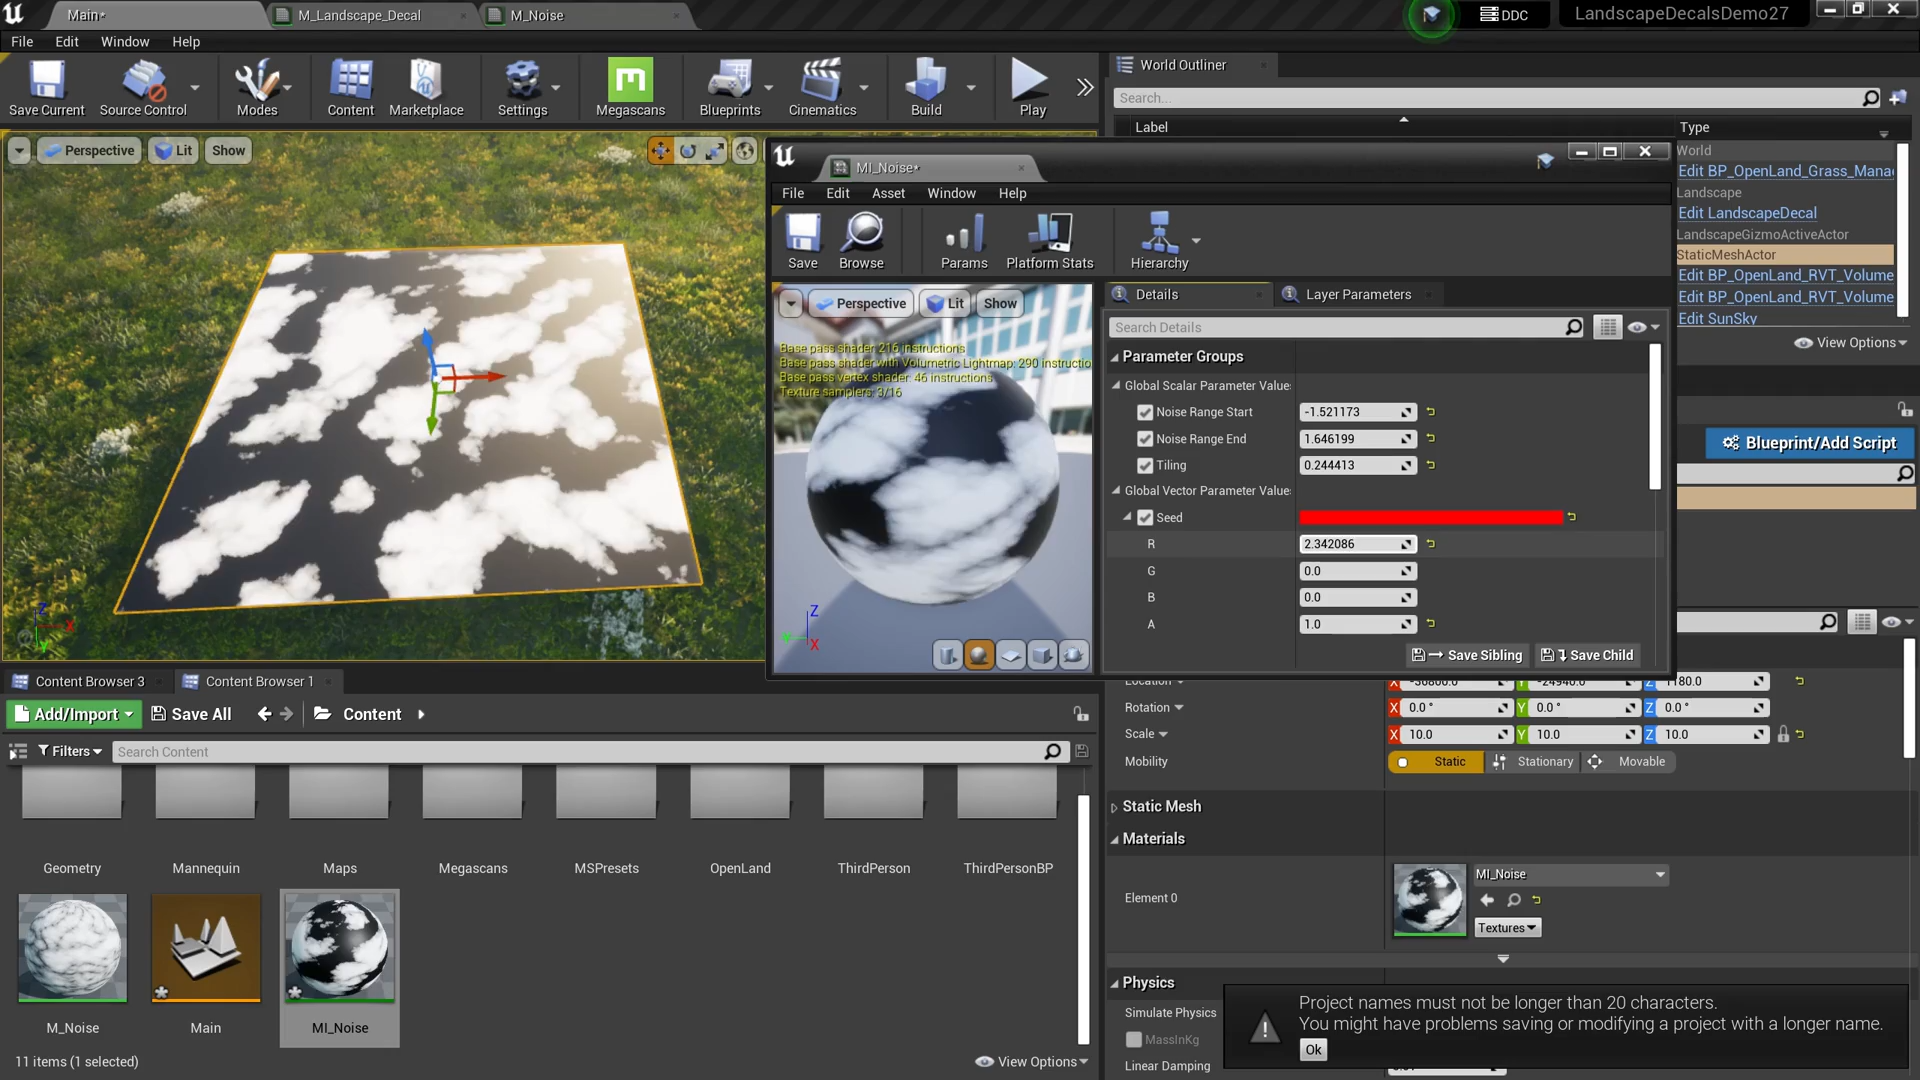 Main*
M_Landscape_Decal
M_Noise
DDC
LandscapeDecalsDemo27
File Edit Window Help
Save Current
Source Control
Modes
Content
Marketplace
Settings
Megascans
Blueprints
Cinematics
Build
Play
World Outliner
Search...
Label
Type
World
Edit BP_OpenLand_Grass_Mana
Landscape
Edit LandscapeDecal
LandscapeGizmoActiveActor
StaticMeshActor
Edit BP_OpenLand_RVT_Volume
Edit BP_OpenLand_RVT_Volume
Edit SunSky
View Options
Blueprint/Add Script
Perspective
Lit
Show
Z
X
Y
MI_Noise*
File Edit Asset Window Help
Save
Browse
Params
Platform Stats
Hierarchy
Perspective
Lit
Show
Base pass shader: 216 instructions
Base pass shader with Volumetric Lightmap: 290 instructio
Base pass vertex shader: 46 instructions
Texture samplers: 3/16
Z
X
Details
Layer Parameters
Search Details
Parameter Groups
Global Scalar Parameter Value
Noise Range Start -1.521173
Noise Range End 1.646199
Tiling 0.244413
Global Vector Parameter Value
Seed
R 2.342086
G 0.0
B 0.0
A 1.0
Save Sibling
Save Child
Location X -36800.0 Y -24940.0 Z 1180.0
Rotation X 0.0 ° Y 0.0 ° Z 0.0 °
Scale X 10.0 Y 10.0 Z 10.0
Mobility Static Stationary Movable
Static Mesh
Materials
Element 0
MI_Noise
Textures
Physics
Simulate Physics
MassInKg
Linear Damping
Content Browser 3
Content Browser 1
Add/Import
Save All
Content
Filters
Search Content
Geometry
Mannequin
Maps
Megascans
MSPresets
OpenLand
ThirdPerson
ThirdPersonBP
M_Noise
Main
MI_Noise
11 items (1 selected)
View Options
Project names must not be longer than 20 characters.
You might have problems saving or modifying a project with a longer name.
Ok